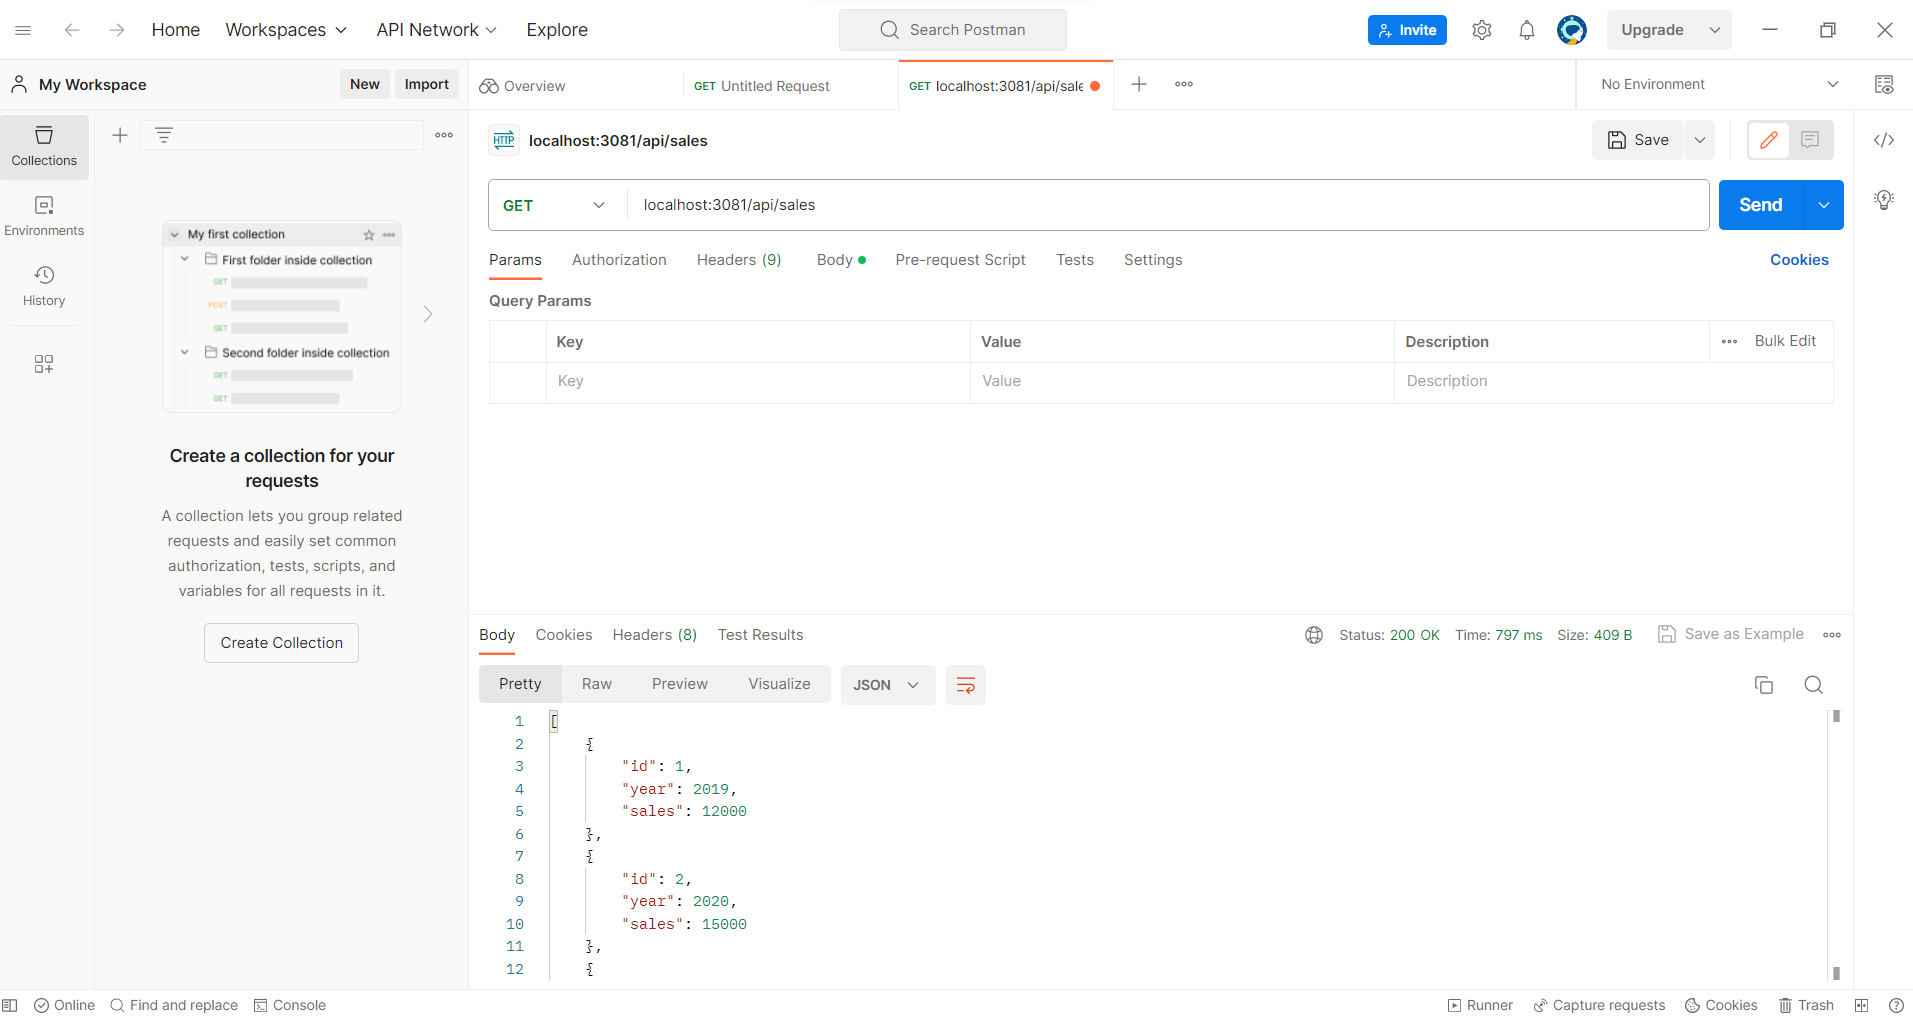 Home Workspaces API Network Explore Search Postman Invite Upgrade
My Workspace New Import Overview GET Untitled Request GET localhost:3081/api/sale No Environment
Collections
Environments
History
My first collection
First folder inside collection
GET
POST
GET
Second folder inside collection
GET
GET
Create a collection for your
requests
A collection lets you group related
requests and easily set common
authorization, tests, scripts, and
variables for all requests in it.
Create Collection
HTTP localhost:3081/api/sales Save
GET localhost:3081/api/sales Send
Params Authorization Headers (9) Body Pre-request Script Tests Settings Cookies
Query Params
Key Value Description Bulk Edit
Key Value Description
Body Cookies Headers (8) Test Results Status: 200 OK Time: 797 ms Size: 409 B Save as Example
Pretty Raw Preview Visualize JSON
1 [
2 {
3 "id": 1,
4 "year": 2019,
5 "sales": 12000
6 },
7 {
8 "id": 2,
9 "year": 2020,
10 "sales": 15000
11 },
12 {
Online Find and replace Console Runner Capture requests Cookies Trash